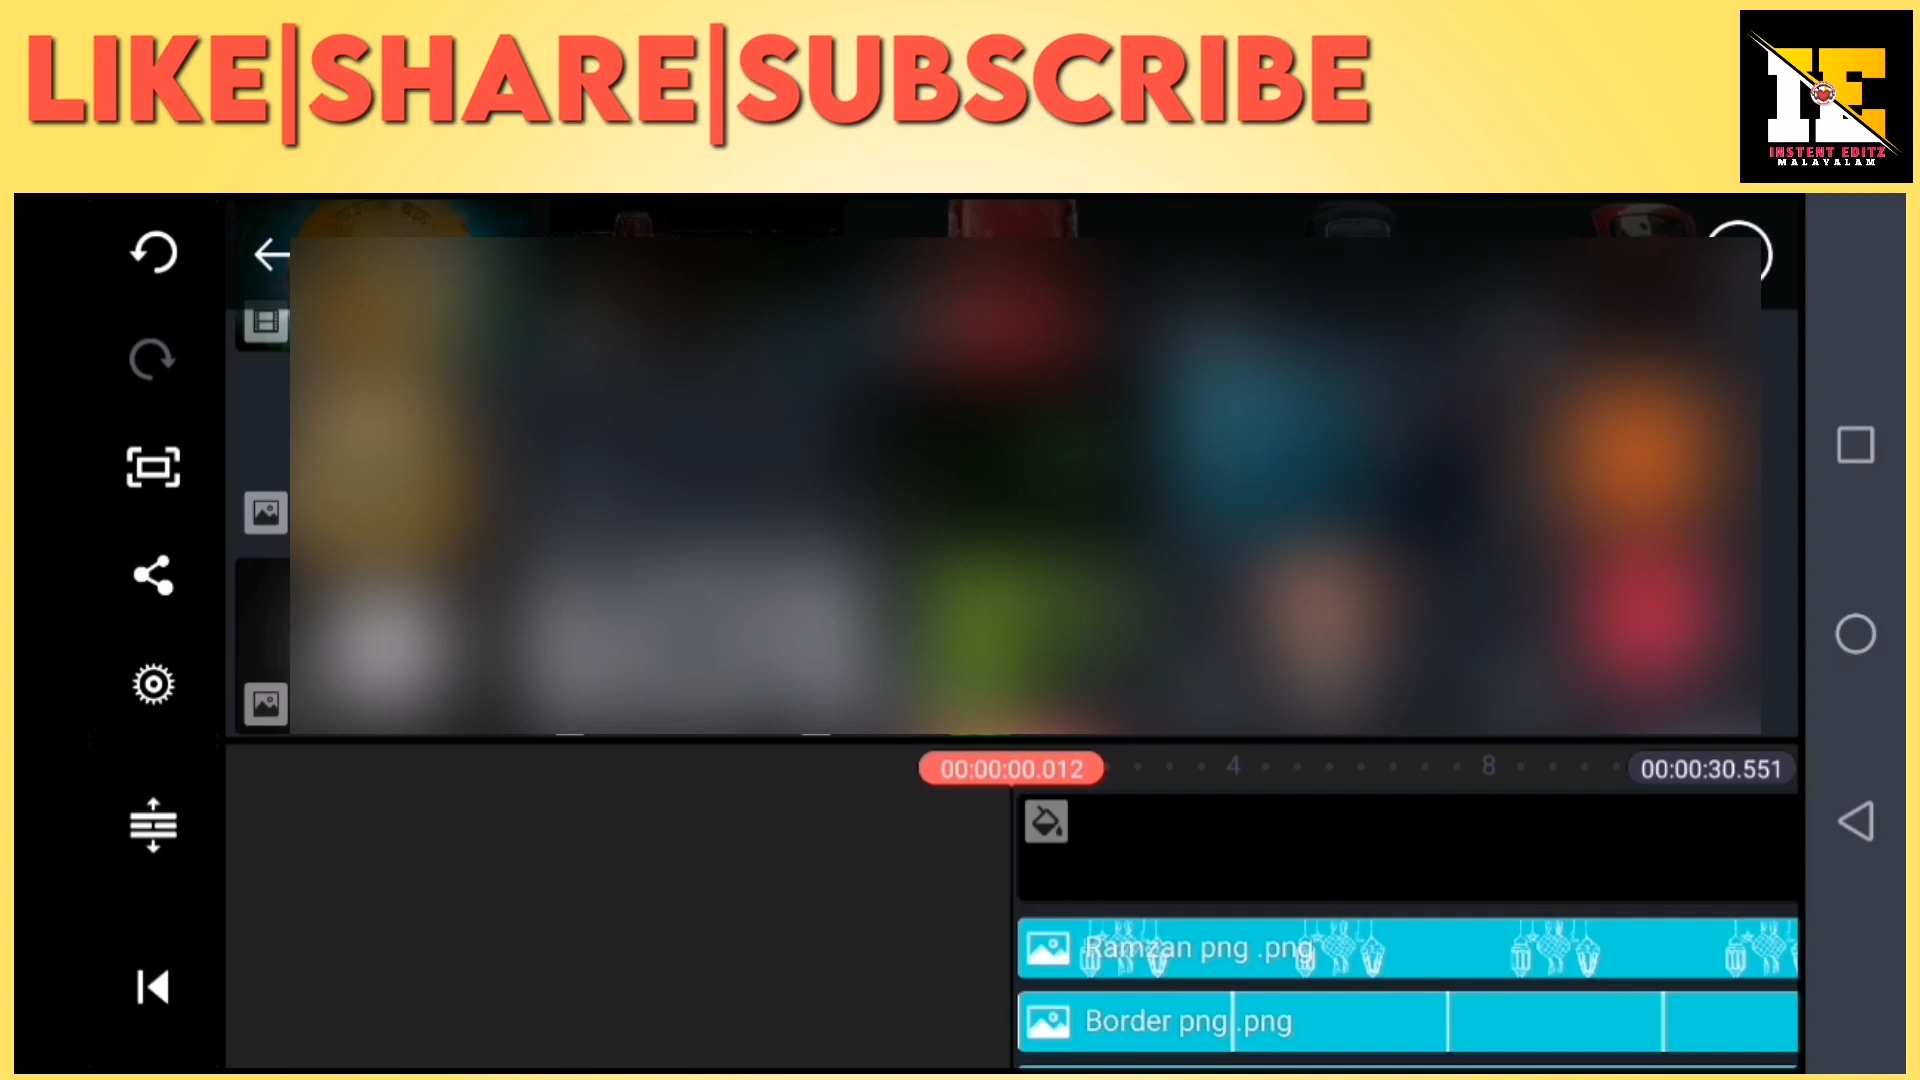 LIKE|SHARE|SUBSCRIBE
IE
INSTENT EDITZ
MALAYALAM
00:00:00.012
4
8
00:00:30.551
Ramzan png .png
Border png .png